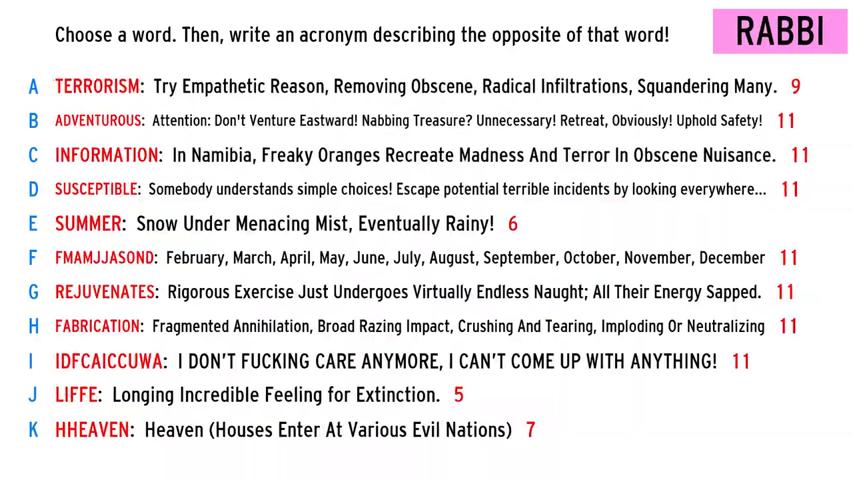 Choose a word. Then, write an acronym describing the opposite of that word!
RABBI
A TERRORISM: Try Empathetic Reason, Removing Obscene, Radical Infiltrations, Squandering Many. 9
B ADVENTUROUS: Attention: Don't Venture Eastward! Nabbing Treasure? Unnecessary! Retreat, Obviously! Uphold Safety! 11
C INFORMATION: In Namibia, Freaky Oranges Recreate Madness And Terror In Obscene Nuisance. 11
D SUSCEPTIBLE: Somebody understands simple choices! Escape potential terrible incidents by looking everywhere... 11
E SUMMER: Snow Under Menacing Mist, Eventually Rainy! 6
F FMAMJJASOND: February, March, April, May, June, July, August, September, October, November, December 11
G REJUVENATES: Rigorous Exercise Just Undergoes Virtually Endless Naught; All Their Energy Sapped. 11
H FABRICATION: Fragmented Annihilation, Broad Razing Impact, Crushing And Tearing, Imploding Or Neutralizing 11
I IDFCAICCUWA: I DON'T FUCKING CARE ANYMORE, I CAN'T COME UP WITH ANYTHING! 11
J LIFFE: Longing Incredible Feeling for Extinction. 5
K HHEAVEN: Heaven (Houses Enter At Various Evil Nations) 7